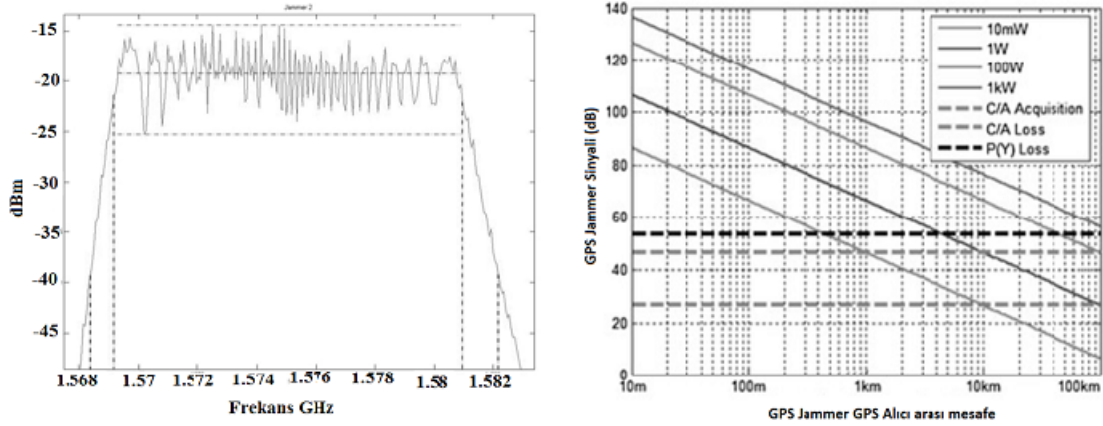 Jammer 2
-15
-20
-25
-30
-35
-40
-45
dBm
1.568 1.57 1.572 1.574 1.576 1.578 1.58 1.582
Frekans GHz
140
120
100
80
60
40
20
0
GPS Jammer Sinyali (dB)
10mW
1W
100W
1kW
C/A Acquisition
C/A Loss
P(Y) Loss
10m 100m 1km 10km 100km
GPS Jammer GPS Alıcı arası mesafe